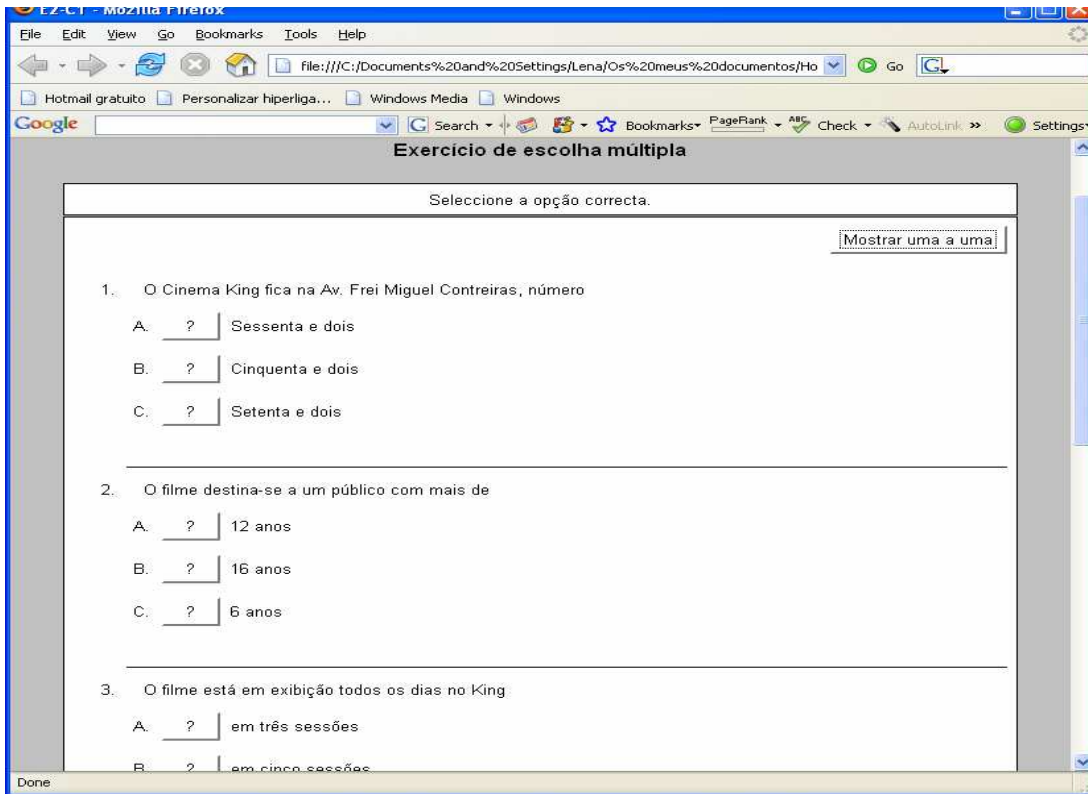 EZ-CT - Mozilla Firefox
File Edit View Go Bookmarks Tools Help
file:///C:/Documents%20and%20Settings/Lena/Os%20meus%20documentos/Ho Go G
Hotmail gratuito Personalizar hiperliga... Windows Media Windows
Google G Search Bookmarks PageRank ABC Check AutoLink » Settings
Exercício de escolha múltipla
Seleccione a opção correcta.
Mostrar uma a uma
1. O Cinema King fica na Av. Frei Miguel Contreiras, número
A. ? Sessenta e dois
B. ? Cinquenta e dois
C. ? Setenta e dois
2. O filme destina-se a um público com mais de
A. ? 12 anos
B. ? 16 anos
C. ? 6 anos
3. O filme está em exibição todos os dias no King
A. ? em três sessões
B. ? em cinco sessões
Done